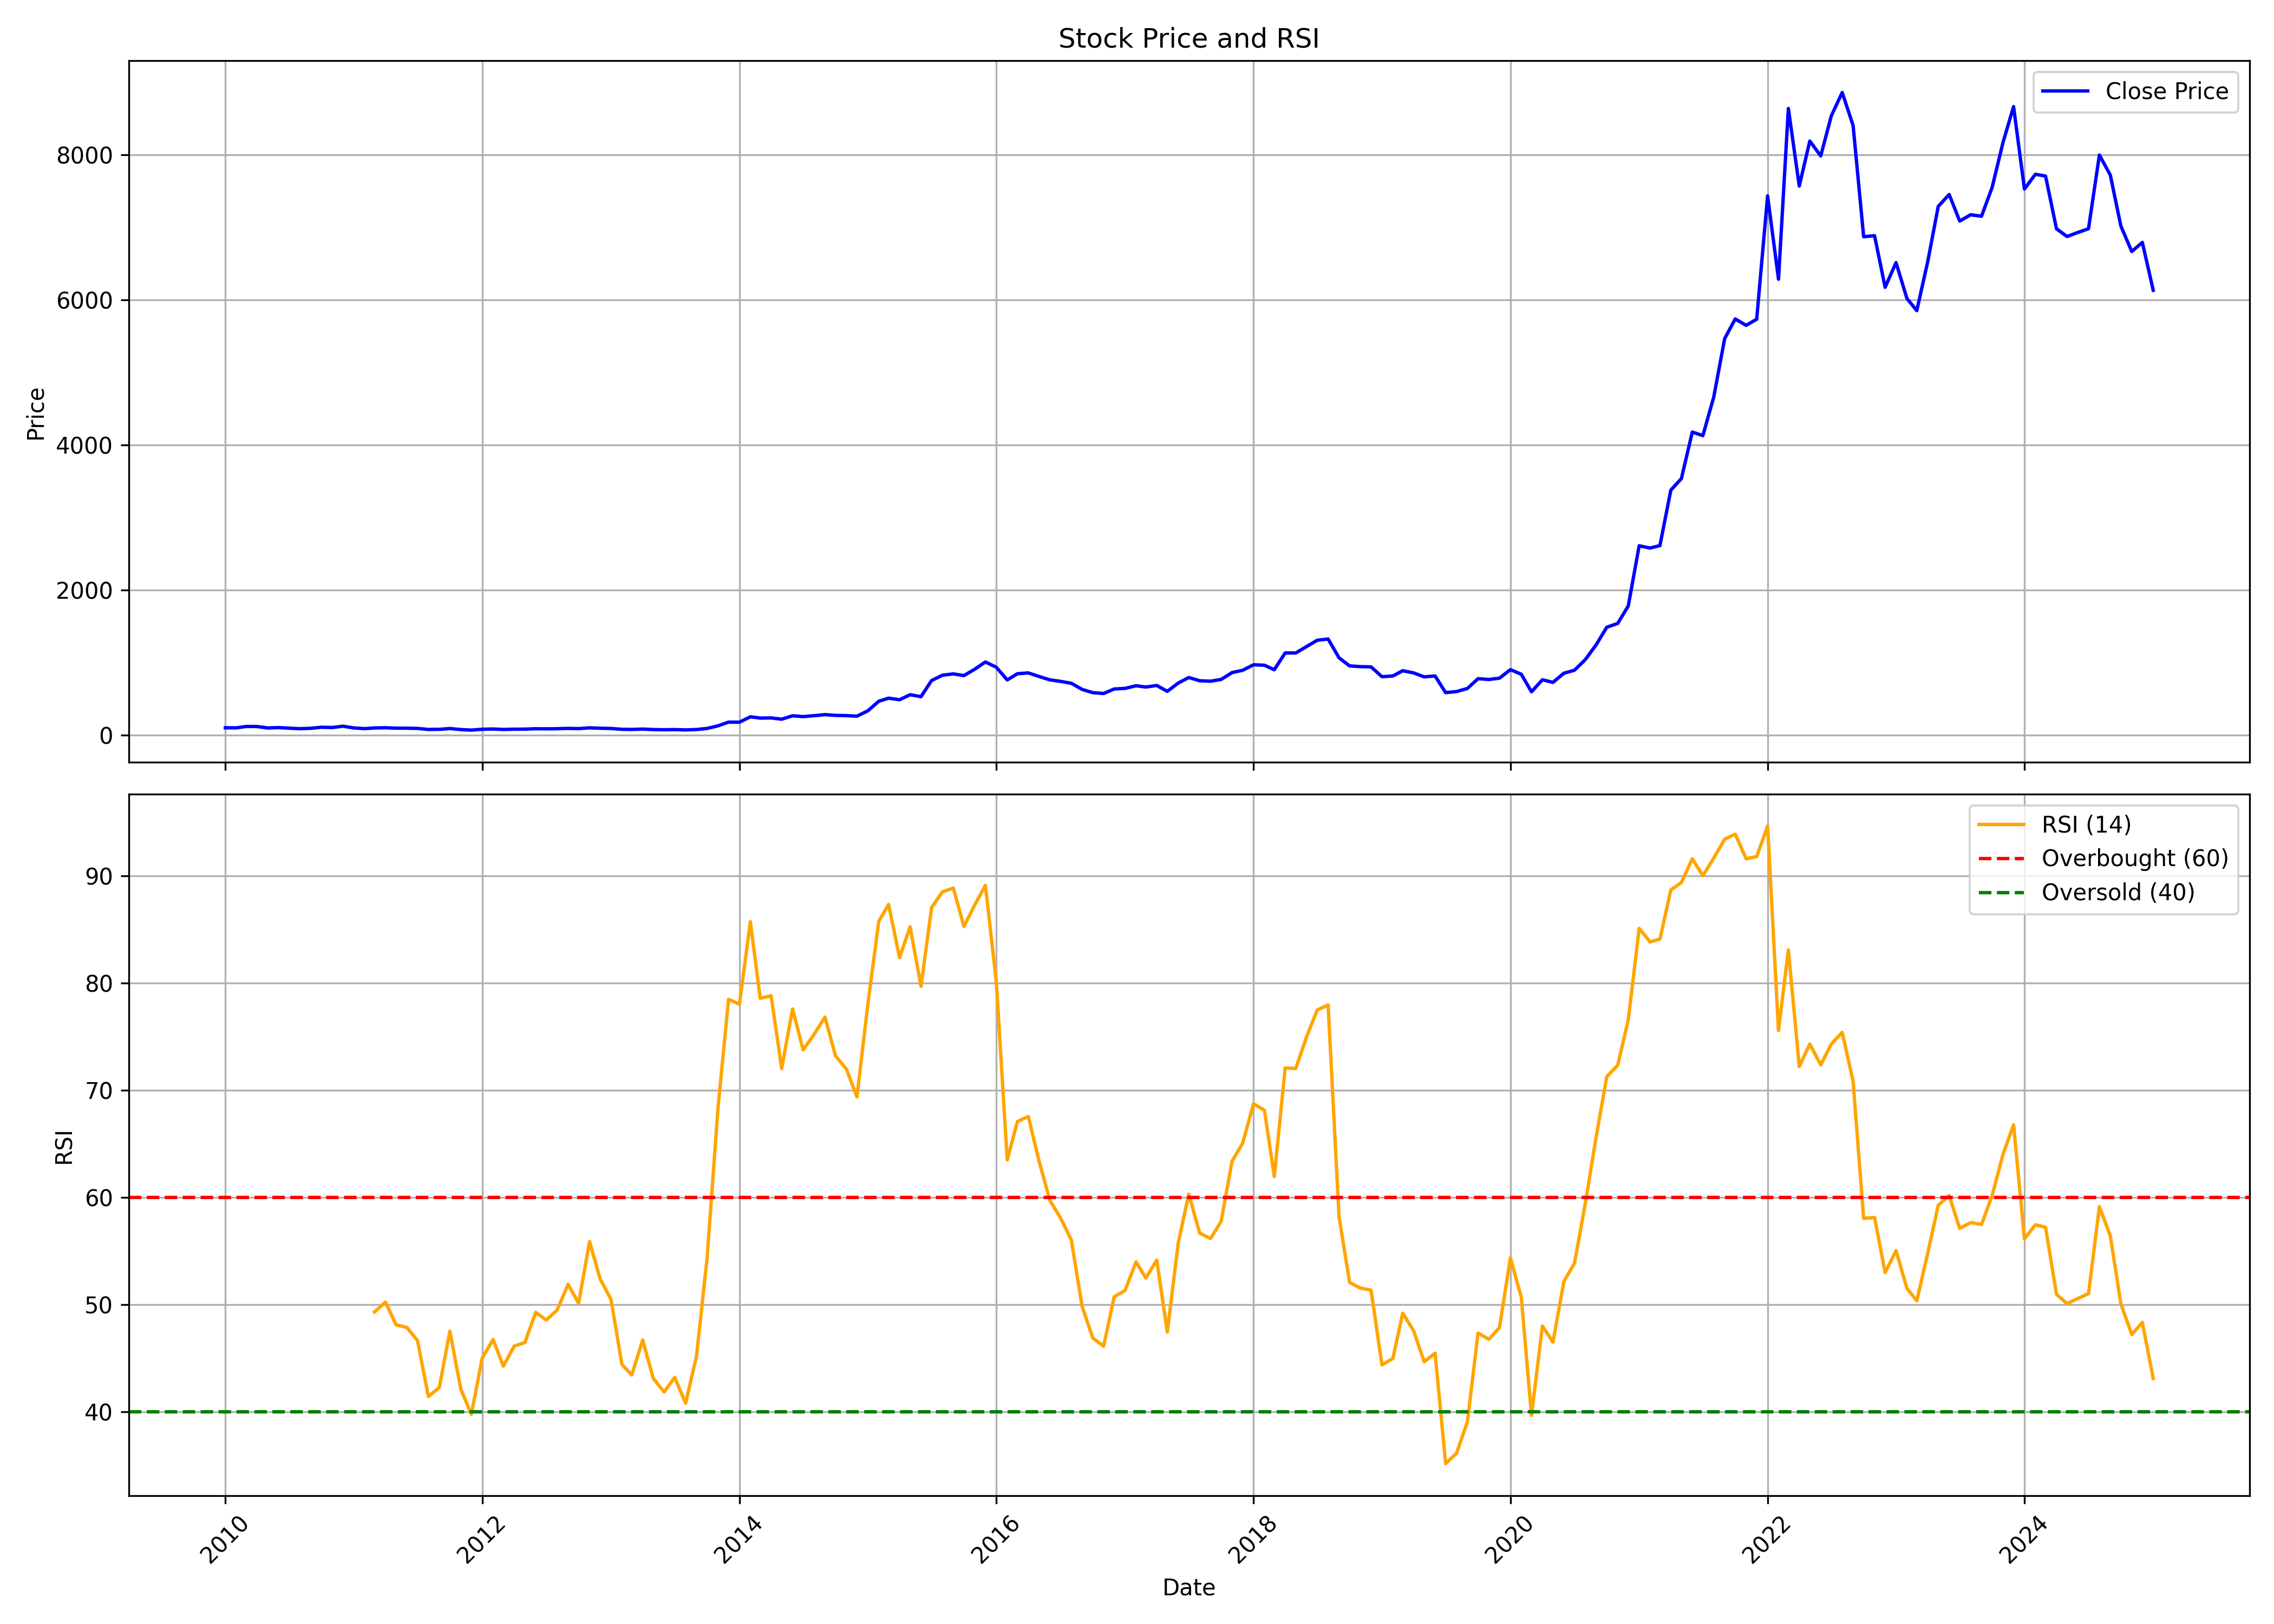 Stock Price and RSI
Close Price
8000
6000
4000
2000
0
Price
RSI (14)
Overbought (60)
Oversold (40)
90
80
70
60
50
40
RSI
2010 2012 2014 2016 2018 2020 2022 2024
Date